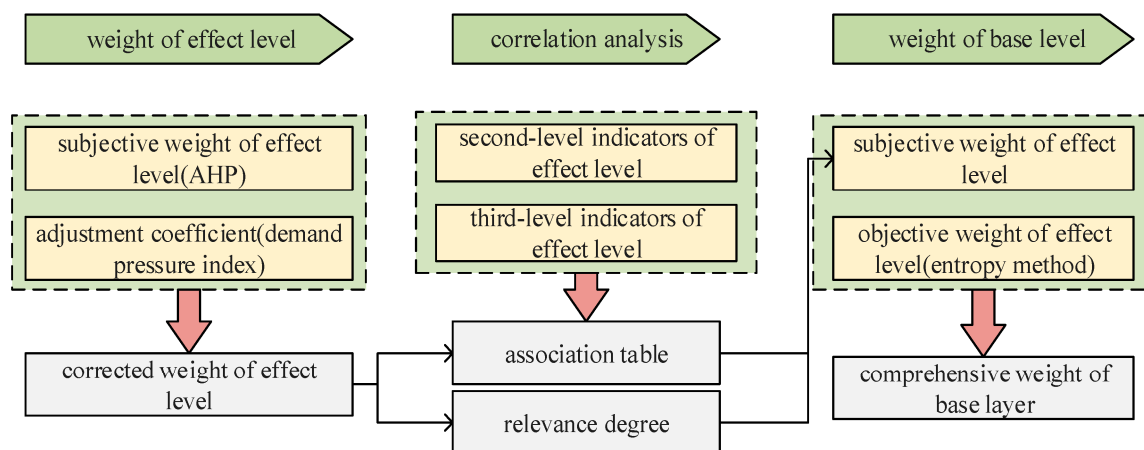 weight of effect level
correlation analysis
weight of base level
subjective weight of effect
level(AHP)
adjustment coefficient(demand
pressure index)
corrected weight of effect
level
second-level indicators of
effect level
third-level indicators of
effect level
association table
relevance degree
subjective weight of effect
level
objective weight of effect
level(entropy method)
comprehensive weight of
base layer